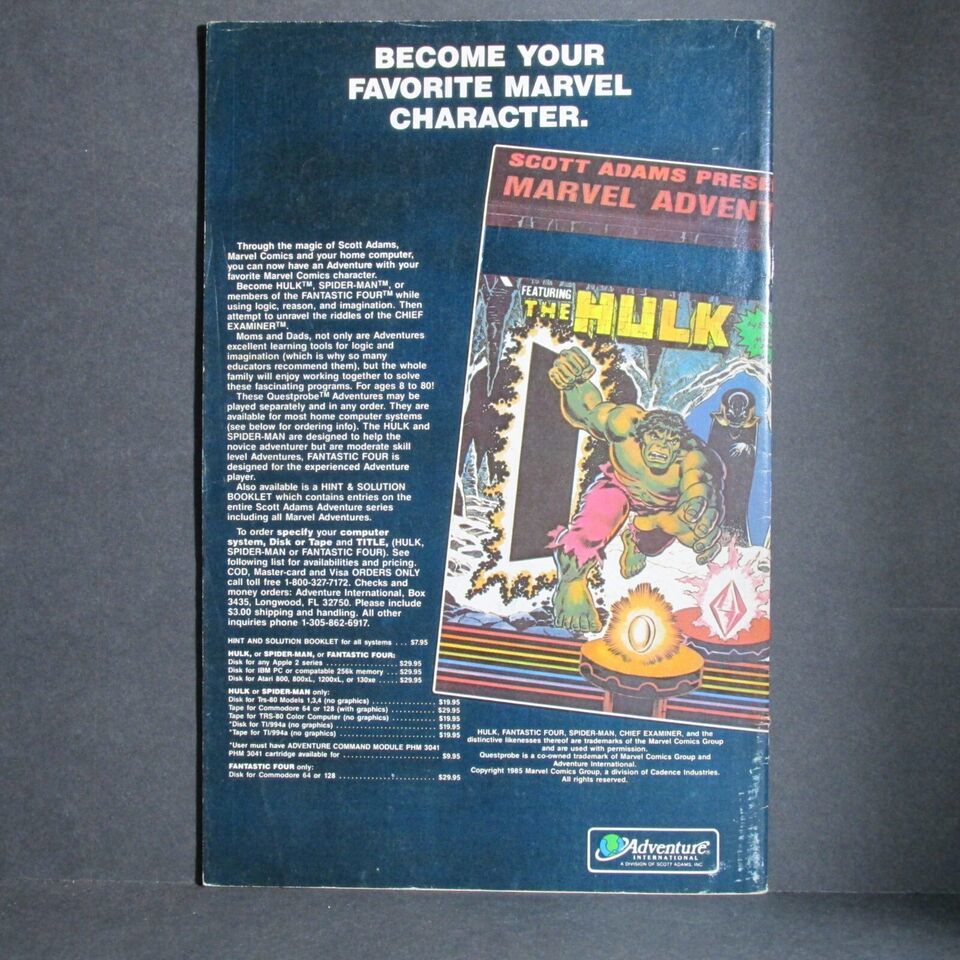 BECOME YOUR
FAVORITE MARVEL
CHARACTER.
SCOTT ADAMS PRESE
MARVEL ADVENT
FEATURING
THE HULK
Through the magic of Scott Adams,
Marvel Comics and your home computer,
you can now have an Adventure with your
favorite Marvel Comics character.
Become HULK™, SPIDER-MAN™, or
members of the FANTASTIC FOUR™ while
using logic, reason, and imagination. Then
attempt to unravel the riddles of the CHIEF
EXAMINER™.
Moms and Dads, not only are Adventures
excellent learning tools for logic and
imagination (which is why so many
educators recommend them), but the whole
family will enjoy working together to solve
these fascinating programs. For ages 8 to 80!
These Questprobe™ Adventures may be
played separately and in any order. They are
available for most home computer systems
(see below for ordering info). The HULK and
SPIDER-MAN are designed to help the
novice adventurer but are moderate skill
level Adventures, FANTASTIC FOUR is
designed for the experienced Adventure
player.
Also available is a HINT & SOLUTION
BOOKLET which contains entries on the
entire Scott Adams Adventure series
including all Marvel Adventures.
To order specify your computer
system, Disk or Tape and TITLE, (HULK,
SPIDER-MAN or FANTASTIC FOUR). See
following list for availabilities and pricing.
COD, Master-card and Visa ORDERS ONLY
call toll free 1-800-327-7172. Checks and
money orders: Adventure International, Box
3435, Longwood, FL 32750. Please include
$3.00 shipping and handling. All other
inquiries phone 1-305-862-6917.
HINT AND SOLUTION BOOKLET for all systems ... $7.95
HULK, or SPIDER-MAN, or FANTASTIC FOUR:
Disk for any Apple 2 series .................. $29.95
Disk for IBM PC or compatable 256k memory ... $29.95
Disk for Atari 800, 800xL, 1200xL, or 130xe ..... $29.95
HULK or SPIDER-MAN only:
Disk for Trs-80 Models 1,3,4 (no graphics) ............ $19.95
Tape for Commodore 64 or 128 (with graphics) ........ $29.95
Tape for TRS-80 Color Computer (no graphics) ........ $19.95
*Disk for TI/994a (no graphics) .................... $19.95
*Tape for TI/994a (no graphics) .................... $19.95
*User must have ADVENTURE COMMAND MODULE PHM 3041
PHM 3041 cartridge available for .................... $9.95
FANTASTIC FOUR only:
Disk for Commodore 64 or 128 .................... $29.95
HULK, FANTASTIC FOUR, SPIDER-MAN, CHIEF EXAMINER, and the
distinctive likenesses thereof are trademarks of the Marvel Comics Group
and are used with permission.
Questprobe is a co-owned trademark of Marvel Comics Group and
Adventure International.
Copyright 1985 Marvel Comics Group, a division of Cadence Industries.
All rights reserved.
Adventure®
INTERNATIONAL
A DIVISION OF SCOTT ADAMS, INC